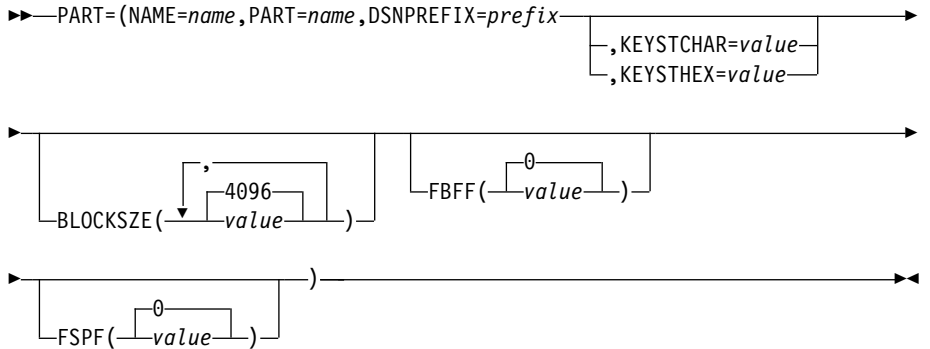 PART=(NAME=name,PART=name,DSNPREFIX=prefix
,KEYSTCHAR=value
,KEYSTHEX=value
,
4096
BLOCKSZE( value )
0
FBFF( value )
)
0
FSPF( value )